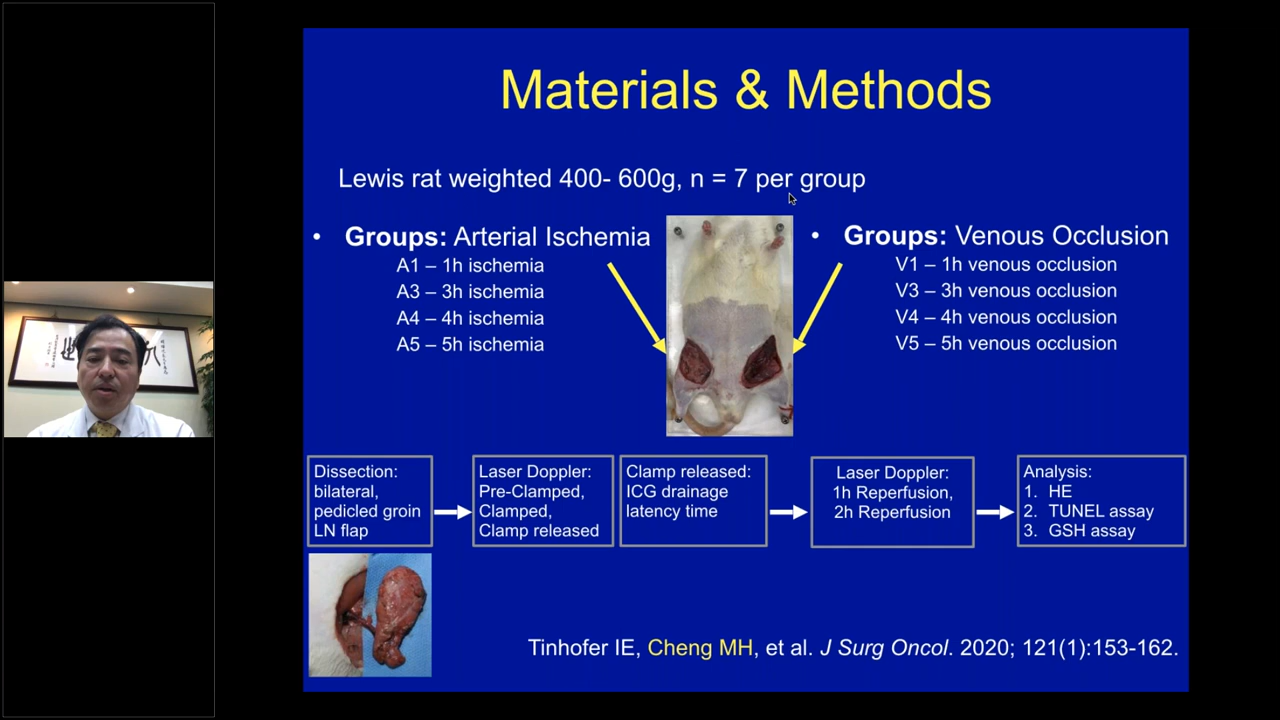 Materials & Methods
Lewis rat weighted 400- 600g, n = 7 per group
• Groups: Arterial Ischemia
A1 – 1h ischemia
A3 – 3h ischemia
A4 – 4h ischemia
A5 – 5h ischemia
• Groups: Venous Occlusion
V1 – 1h venous occlusion
V3 – 3h venous occlusion
V4 – 4h venous occlusion
V5 – 5h venous occlusion
Dissection:
bilateral,
pedicled groin
LN flap
Laser Doppler:
Pre-Clamped,
Clamped,
Clamp released
Clamp released:
ICG drainage
latency time
Laser Doppler:
1h Reperfusion,
2h Reperfusion
Analysis:
1. HE
2. TUNEL assay
3. GSH assay
Tinhofer IE, Cheng MH, et al. J Surg Oncol. 2020; 121(1):153-162.